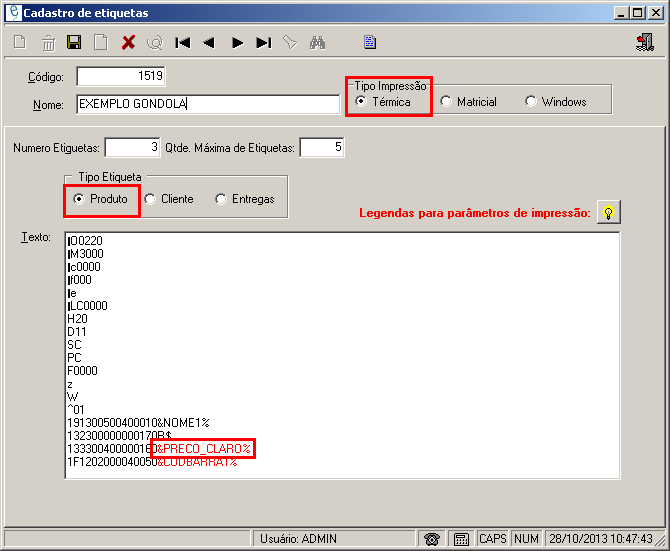 Cadastro de etiquetas
Código: 1519
Tipo Impressão
Nome: EXEMPLO GONDOLA
Térmica Matricial Windows
Numero Etiguetas: 3 Qtde. Máxima de Etiquetas: 5
Tipo Etiqueta
Produto Cliente Entregas
Legendas para parâmetros de impressão:
Texto:
IO0220
IM3000
Ic0000
If000
Ie
ILC0000
H20
D11
SC
PC
F0000
z
W
^01
191300500400010&NOME1%
132300000000170R$
133300400000160&PRECO_CLARO%
1F1202000040050&CODBARRA1%
Usuário: ADMIN CAPS NUM 28/10/2013 10:47:43